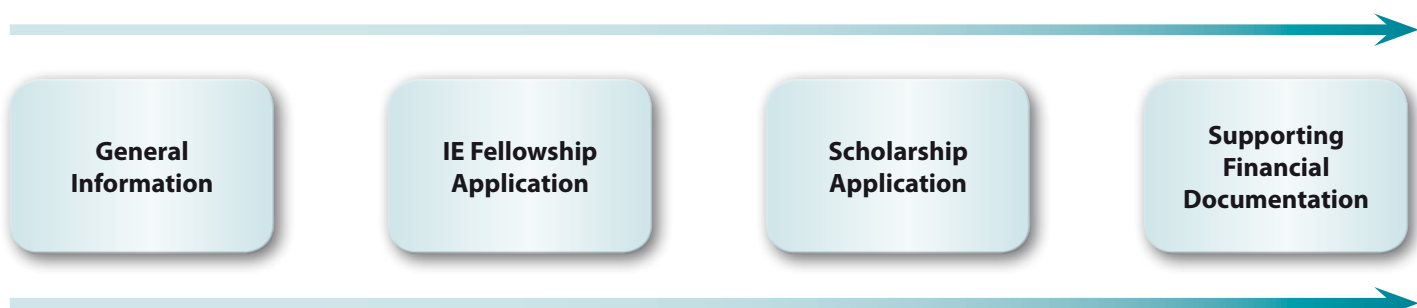 General
Information
IE Fellowship
Application
Scholarship
Application
Supporting
Financial
Documentation